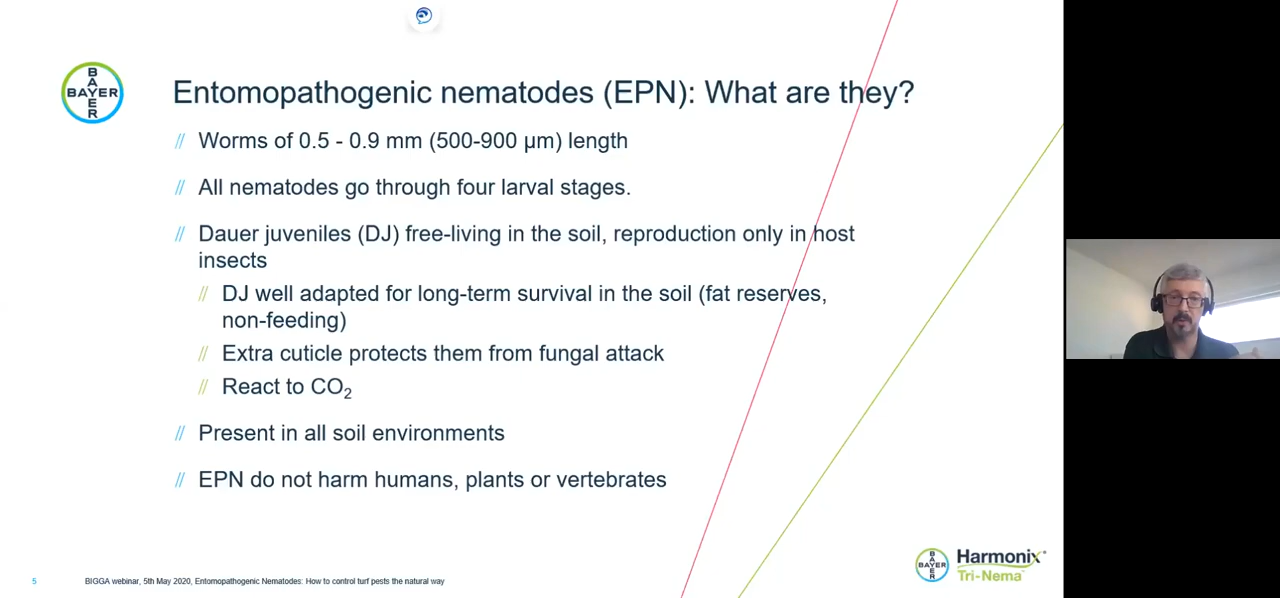 BAYER
BAYER
Entomopathogenic nematodes (EPN): What are they?
// Worms of 0.5 - 0.9 mm (500-900 µm) length
// All nematodes go through four larval stages.
// Dauer juveniles (DJ) free-living in the soil, reproduction only in host
insects
// DJ well adapted for long-term survival in the soil (fat reserves,
non-feeding)
// Extra cuticle protects them from fungal attack
// React to CO₂
// Present in all soil environments
// EPN do not harm humans, plants or vertebrates
BAYER
BAYER
Harmonix®
Tri-Nema™
5 BIGGA webinar, 5th May 2020, Entomopathogenic Nematodes: How to control turf pests the natural way